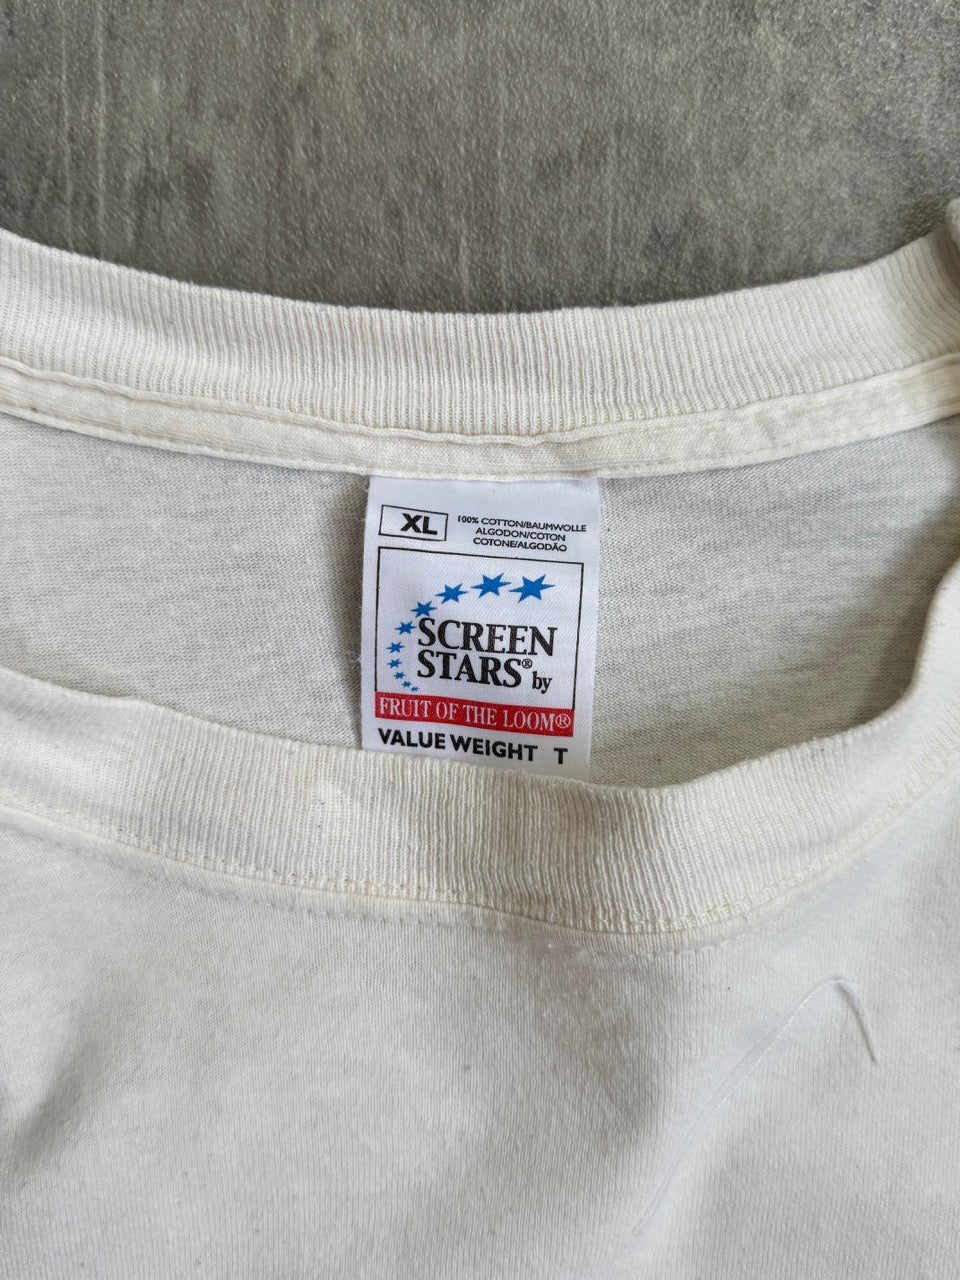 XL
100% COTTON/BAUMWOLLE
ALGODON/COTON
COTONE/ALGODÃO
SCREEN
STARS® by
FRUIT OF THE LOOM®
VALUE WEIGHT T